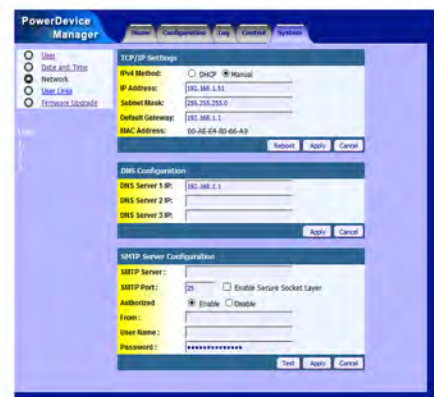 PowerDevice
Manager
Home Configuration Log Control System
User
Date and Time
Network
User Links
Firmware Upgrade
TCP/IP Settings
IPv4 Method: DHCP Manual
IP Address: 192.168.1.51
Subnet Mask: 255.255.255.0
Default Gateway: 192.168.1.1
MAC Address: 00-AE-E4-80-66-A9
Reboot Apply Cancel
DNS Configuration
DNS Server 1 IP: 192.168.1.1
DNS Server 2 IP:
DNS Server 3 IP:
Apply Cancel
SMTP Server Configuration
SMTP Server :
SMTP Port : 25 Enable Secure Socket Layer
Authorized Enable Disable
From :
User Name :
Password : ••••••••••••••
Test Apply Cancel